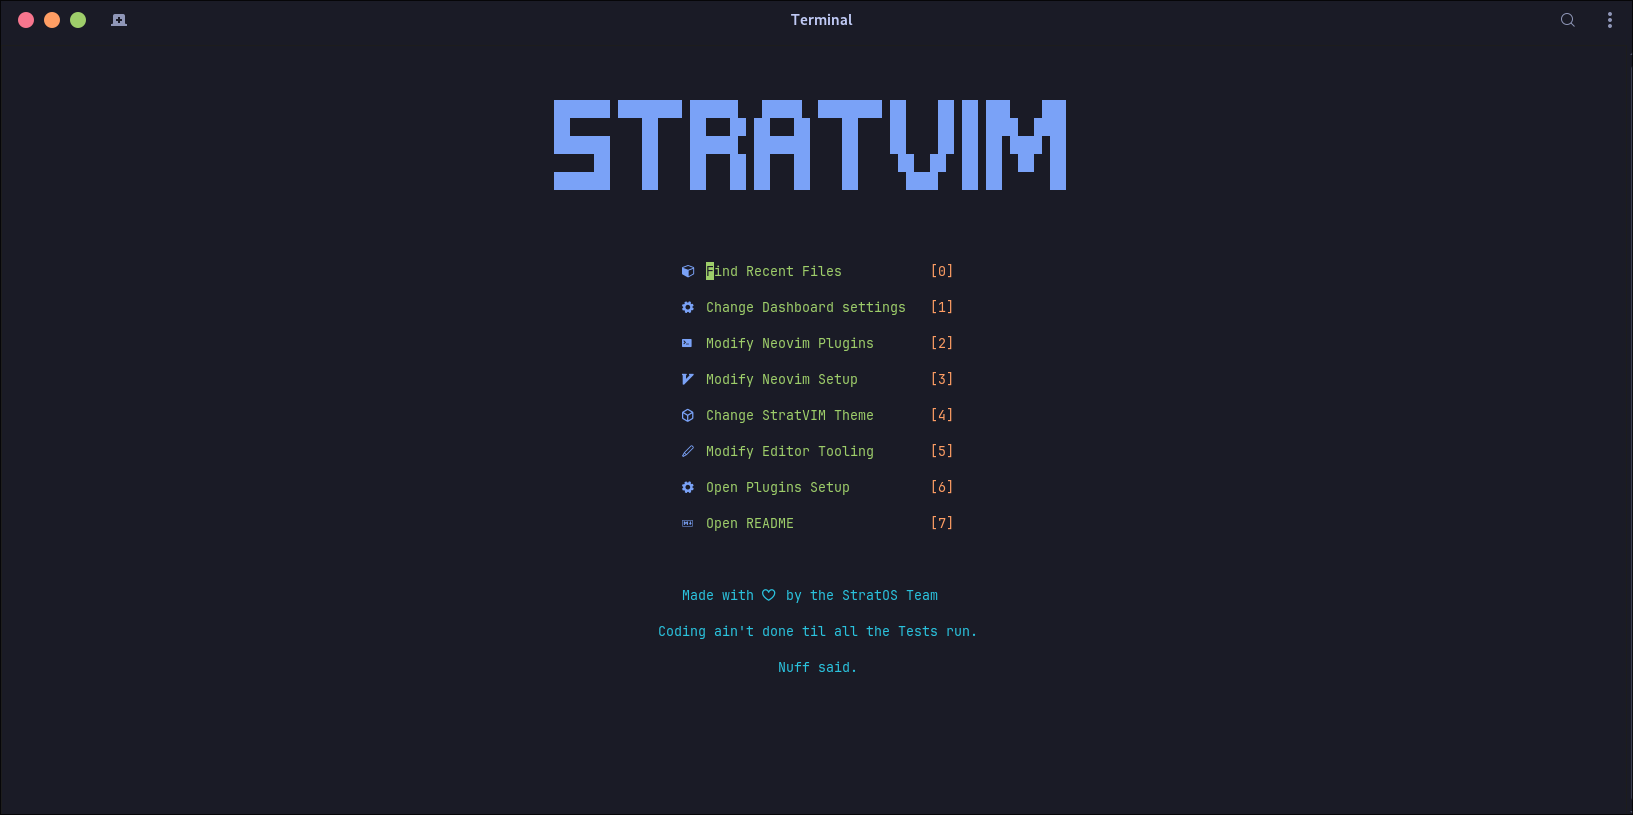 Terminal
STRATVIM
Find Recent Files [0]
Change Dashboard settings [1]
Modify Neovim Plugins [2]
Modify Neovim Setup [3]
Change StratVIM Theme [4]
Modify Editor Tooling [5]
Open Plugins Setup [6]
Open README [7]
Made with ♡ by the StratOS Team
Coding ain't done til all the Tests run.
Nuff said.